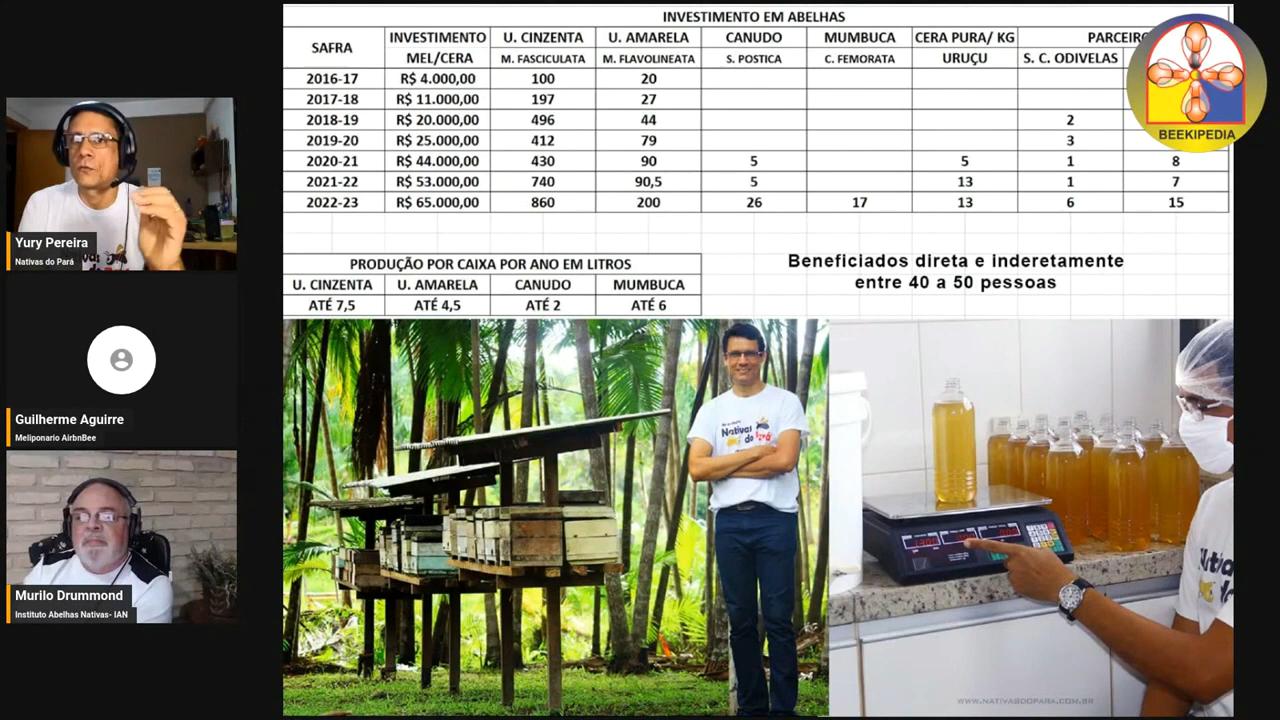 INVESTIMENTO EM ABELHAS
SAFRA INVESTIMENTO U. CINZENTA U. AMARELA CANUDO MUMBUCA CERA PURA/ KG
MEL/CERA M. FASCICULATA M. FLAVOLINEATA S. POSTICA C. FEMORATA URUÇU S. C. ODIVELAS
2016-17 R$ 4.000,00 100 20
2017-18 R$ 11.000,00 197 27
2018-19 R$ 20.000,00 496 44 2
2019-20 R$ 25.000,00 412 79 3
2020-21 R$ 44.000,00 430 90 5 5 1 8
2021-22 R$ 53.000,00 740 90,5 5 13 1 7
2022-23 R$ 65.000,00 860 200 26 17 13 6 15
BEEKIPEDIA
PRODUÇÃO POR CAIXA POR ANO EM LITROS
U. CINZENTA U. AMARELA CANUDO MUMBUCA
ATÉ 7,5 ATÉ 4,5 ATÉ 2 ATÉ 6
Beneficiados direta e inderetamente
entre 40 a 50 pessoas
Yury Pereira
Nativas do Pará
Guilherme Aguirre
Meliponario AirbnBee
Murilo Drummond
Instituto Abelhas Nativas- IAN
Nativas
do Pará
WWW.NATIVASDOPARA.COM.BR